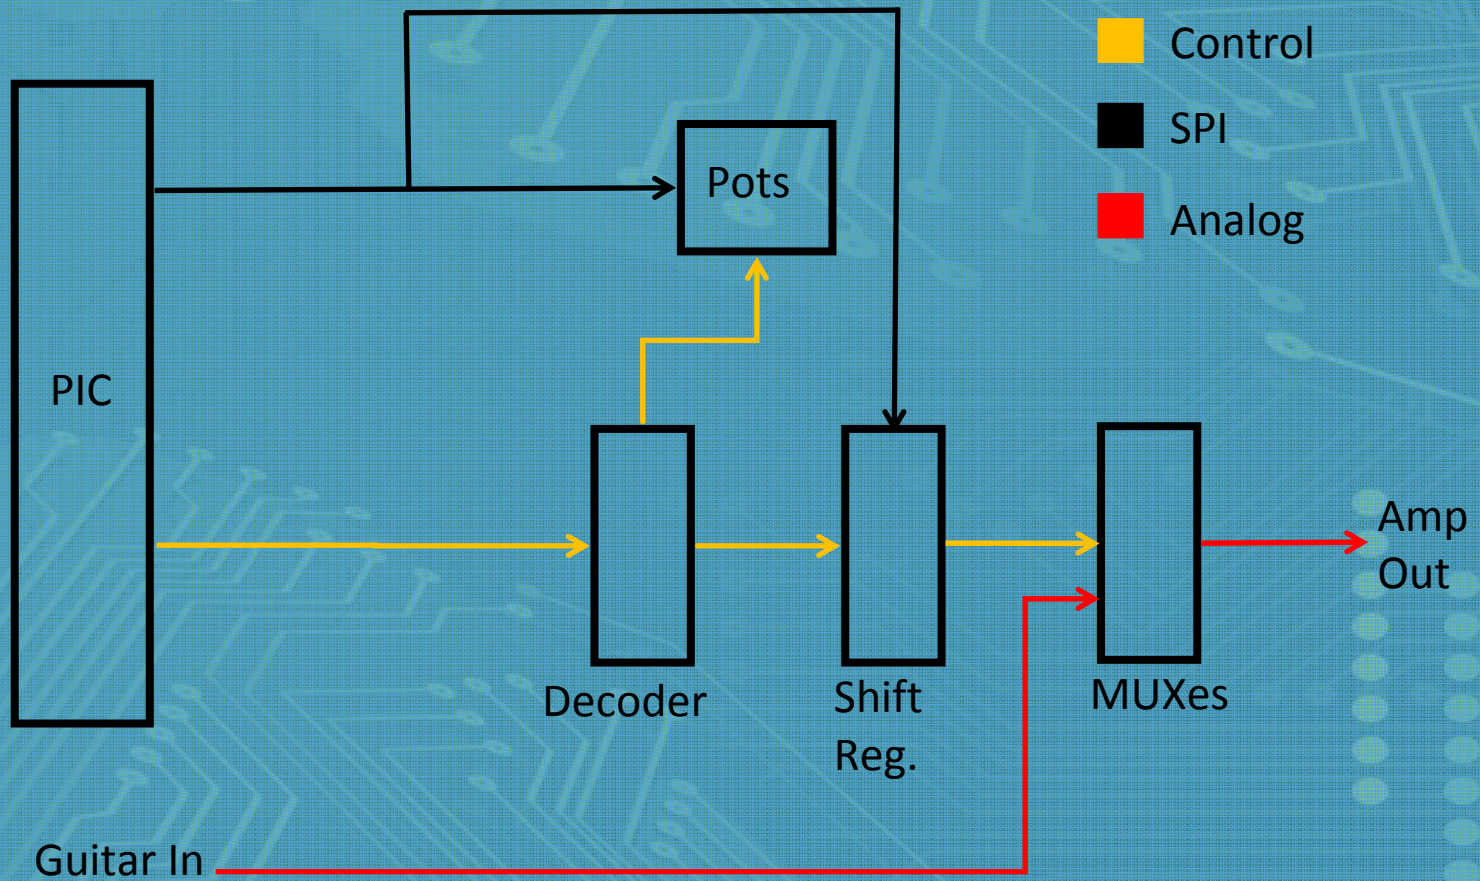 Control
SPI
Pots
Analog
PIC
Amp
Out
Decoder
Shift
Reg.
MUXes
Guitar In